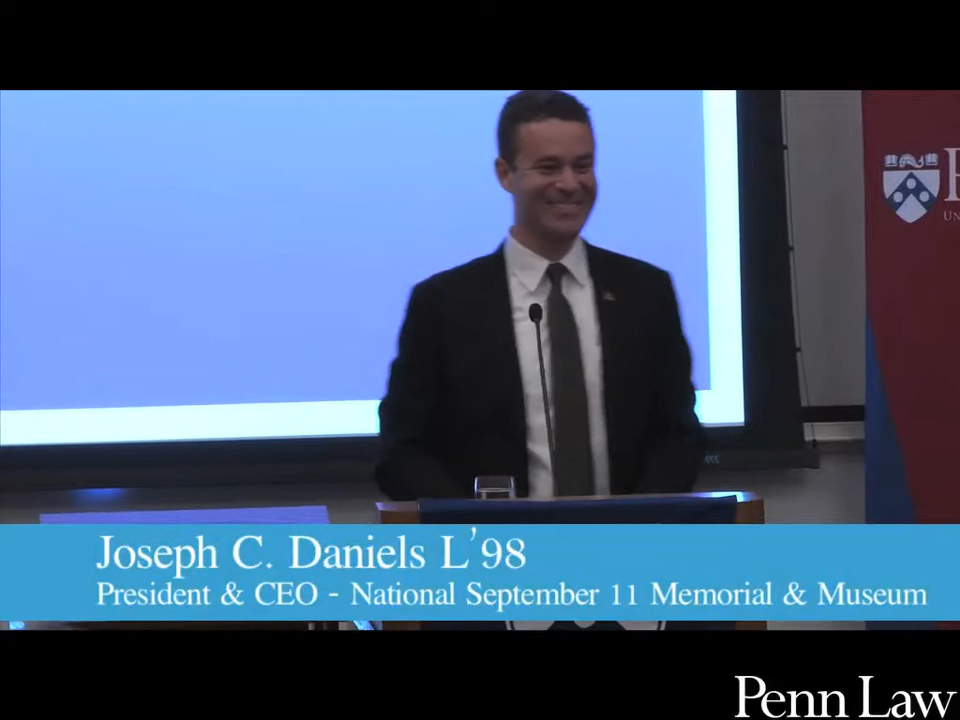 Joseph C. Daniels L'98
President & CEO - National September 11 Memorial & Museum
Penn Law